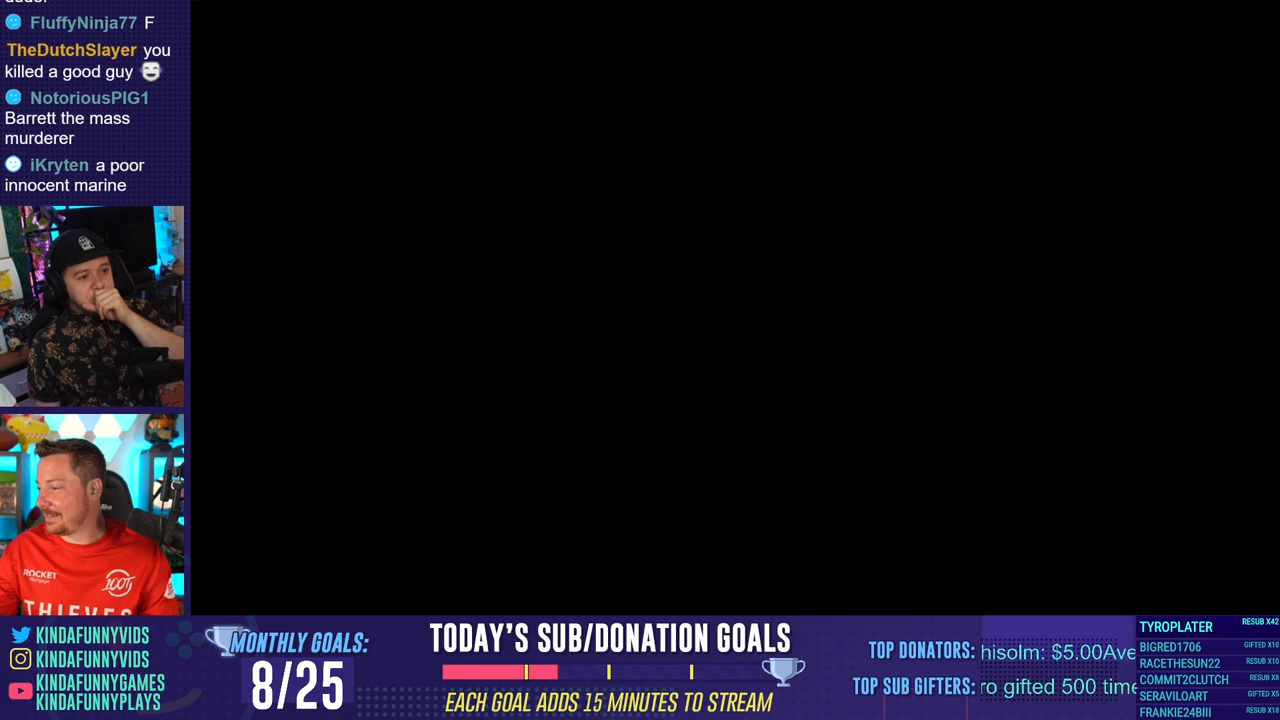 FluffyNinja77 F
TheDutchSlayer you
killed a good guy
NotoriousPIG1
Barrett the mass
murderer
iKryten a poor
innocent marine
ROCKET
100T
THIEVES
KINDAFUNNYVIDS
KINDAFUNNYVIDS
KINDAFUNNYGAMES
KINDAFUNNYPLAYS
MONTHLY GOALS:
8/25
TODAY'S SUB/DONATION GOALS
EACH GOAL ADDS 15 MINUTES TO STREAM
TOP DONATORS: hisolm: $5.00Ave
TOP SUB GIFTERS: ro gifted 500 time
TYROPLATER RESUB X42
BIGRED1706 GIFTED X10
RACETHESUN22 RESUB X10
COMMIT2CLUTCH RESUB X8
SERAVILOART GIFTED X5
FRANKIE24BIII RESUB X18